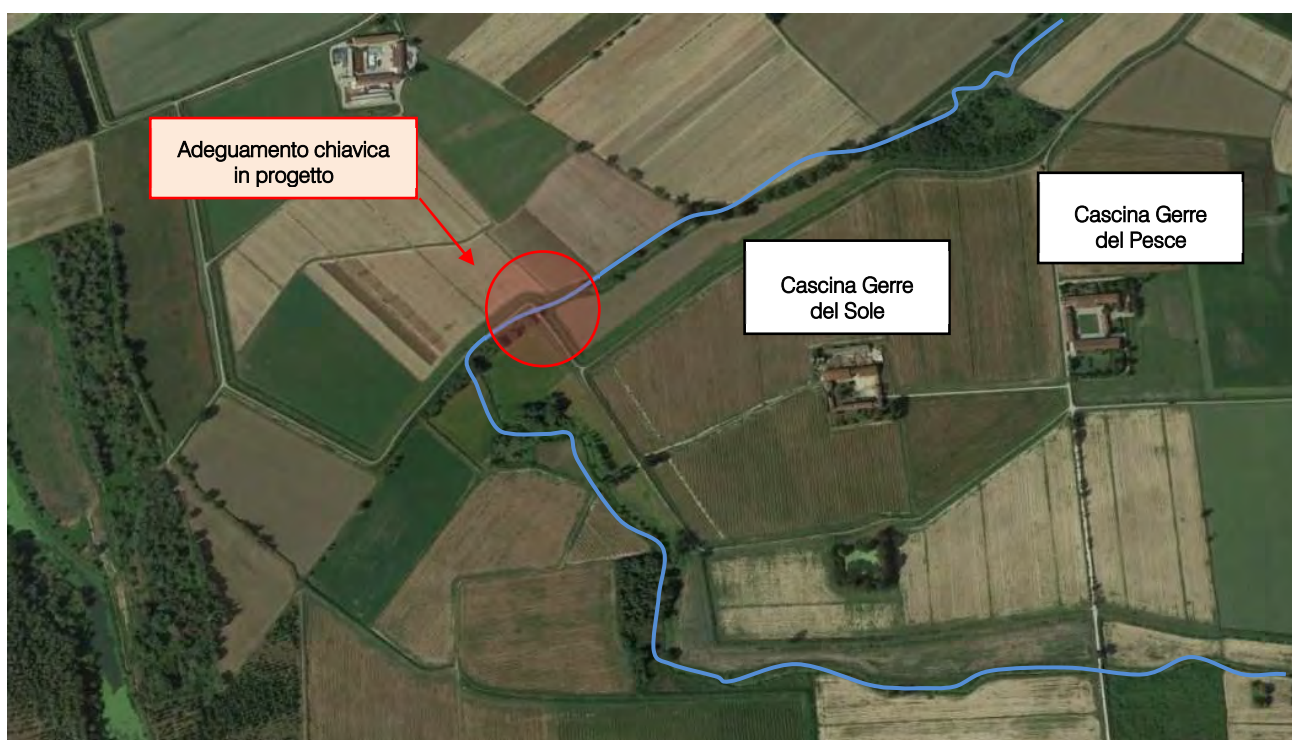 Adeguamento chiavica
in progetto
Cascina Gerre
del Pesce
Cascina Gerre
del Sole